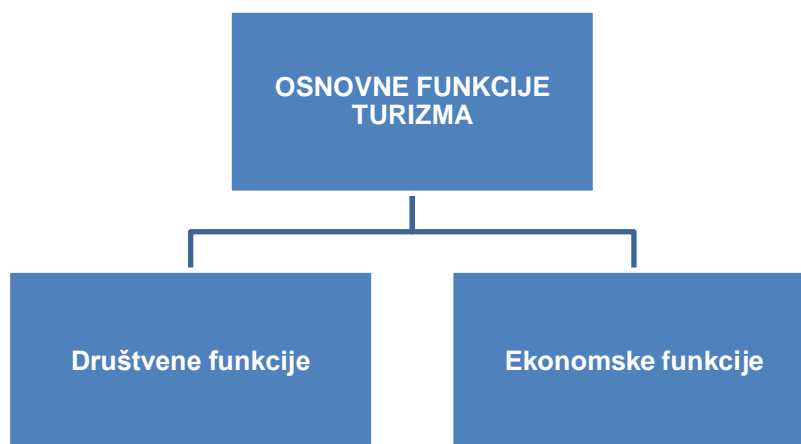 OSNOVNE FUNKCIJE
TURIZMA
Društvene funkcije
Ekonomske funkcije